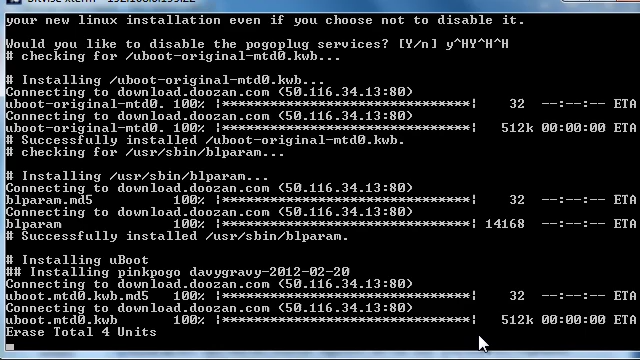 your new linux installation even if you choose not to disable it.
Would you like to disable the pogoplug services? [Y/n] y^HY^H^H
# checking for /uboot-original-mtd0.kwb...
# Installing /uboot-original-mtd0.kwb...
Connecting to download.doozan.com (50.116.34.13:80)
uboot-original-mtd0. 100% |*******************************| 32 --:--:-- ETA
Connecting to download.doozan.com (50.116.34.13:80)
uboot-original-mtd0. 100% |*******************************| 512k 00:00:00 ETA
# Successfully installed /uboot-original-mtd0.kwb.
# checking for /usr/sbin/blparam...
# Installing /usr/sbin/blparam...
Connecting to download.doozan.com (50.116.34.13:80)
blparam.md5 100% |*******************************| 32 --:--:-- ETA
Connecting to download.doozan.com (50.116.34.13:80)
blparam 100% |*******************************| 14168 --:--:-- ETA
# Successfully installed /usr/sbin/blparam.
# Installing uBoot
## Installing pinkpogo davygravy-2012-02-20
Connecting to download.doozan.com (50.116.34.13:80)
uboot.mtd0.kwb.md5 100% |*******************************| 32 --:--:-- ETA
Connecting to download.doozan.com (50.116.34.13:80)
uboot.mtd0.kwb 100% |*******************************| 512k 00:00:00 ETA
Erase Total 4 Units